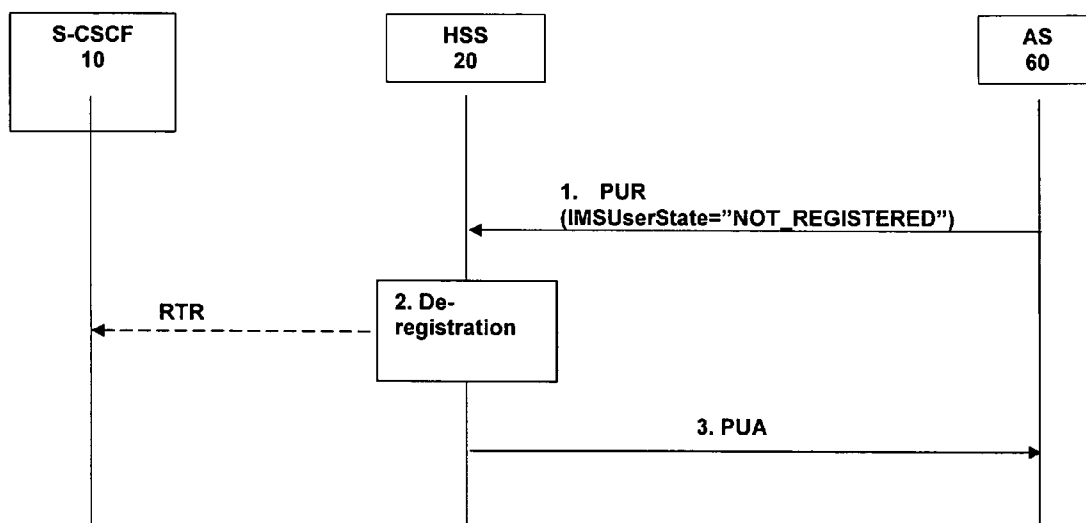 S-CSCF
10
HSS
20
AS
60
1. PUR
(IMSUserState=”NOT_REGISTERED”)
2. De-
registration
RTR
3. PUA